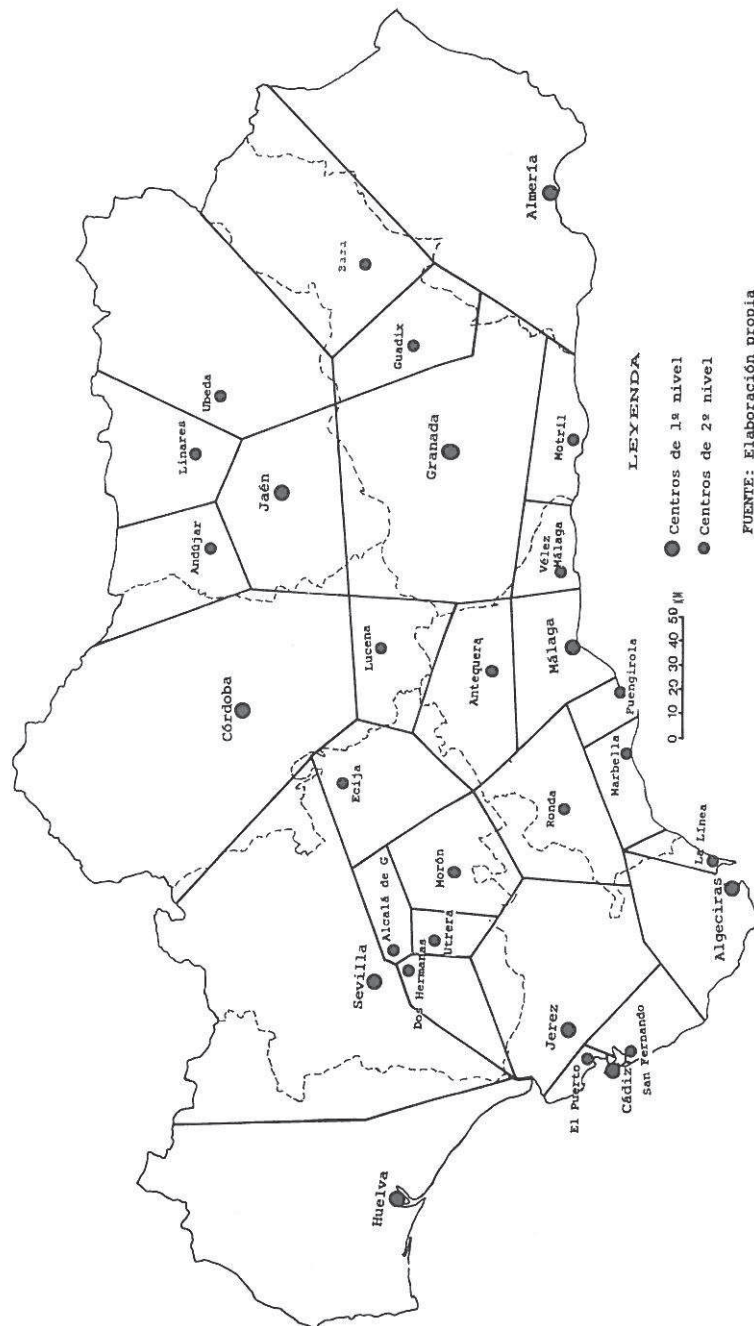 Huelva
Sevilla
Alcalá de G
Dos Hermanas
Utrera
Morón
Ecija
Córdoba
Lucena
Antequera
Andújar
Linares
Ubeda
Jaén
Granada
Guadix
Baza
Almería
Motril
Vélez
Málaga
Málaga
Fuengirola
Marbella
Ronda
La Línea
Algeciras
Jerez
El Puerto
Cádiz
San Fernando
0 10 20 30 40 50 KM
LEYENDA
Centros de 1º nivel
Centros de 2º nivel
FUENTE: Elaboración propia